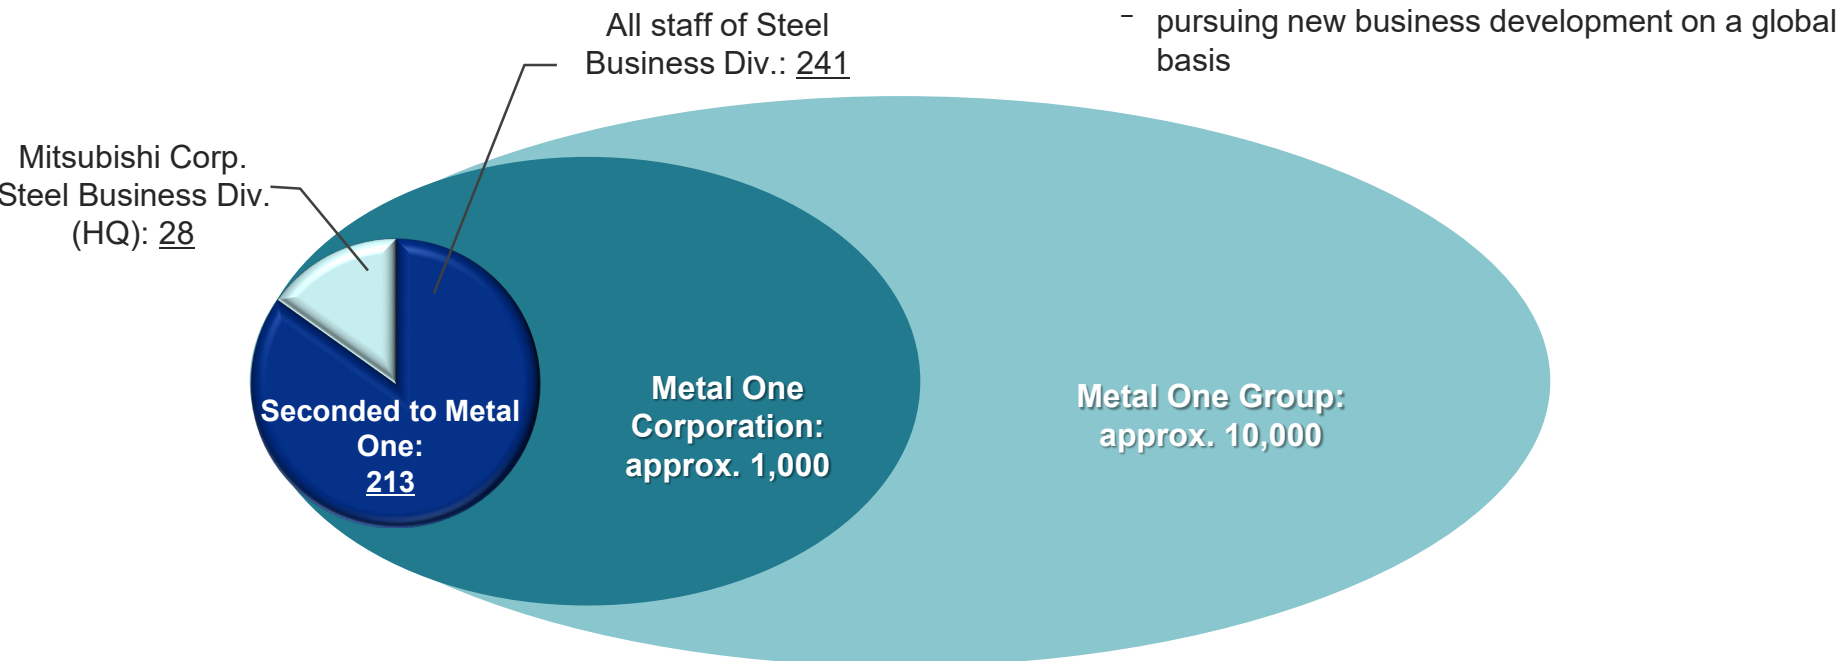 All staff of Steel
Business Div.: 241
– pursuing new business development on a global
basis
Mitsubishi Corp.
Steel Business Div.
(HQ): 28
Seconded to Metal
One:
213
Metal One
Corporation:
approx. 1,000
Metal One Group:
approx. 10,000